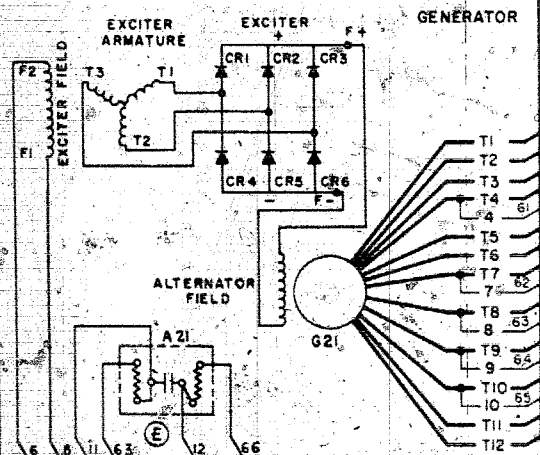 GENERATOR
EXCITER
ARMATURE
EXCITER
+
F+
CR1
CR2
CR3
F2
T3
T1
EXCITER FIELD
T2
F1
CR4
CR5
CR6
-
F-
ALTERNATOR
FIELD
G21
T1
T2
T3
T4
4
61
T5
T6
T7
7
62
T8
8
63
T9
9
64
T10
10
65
T11
T12
A21
E
6
8
11
63
12
66